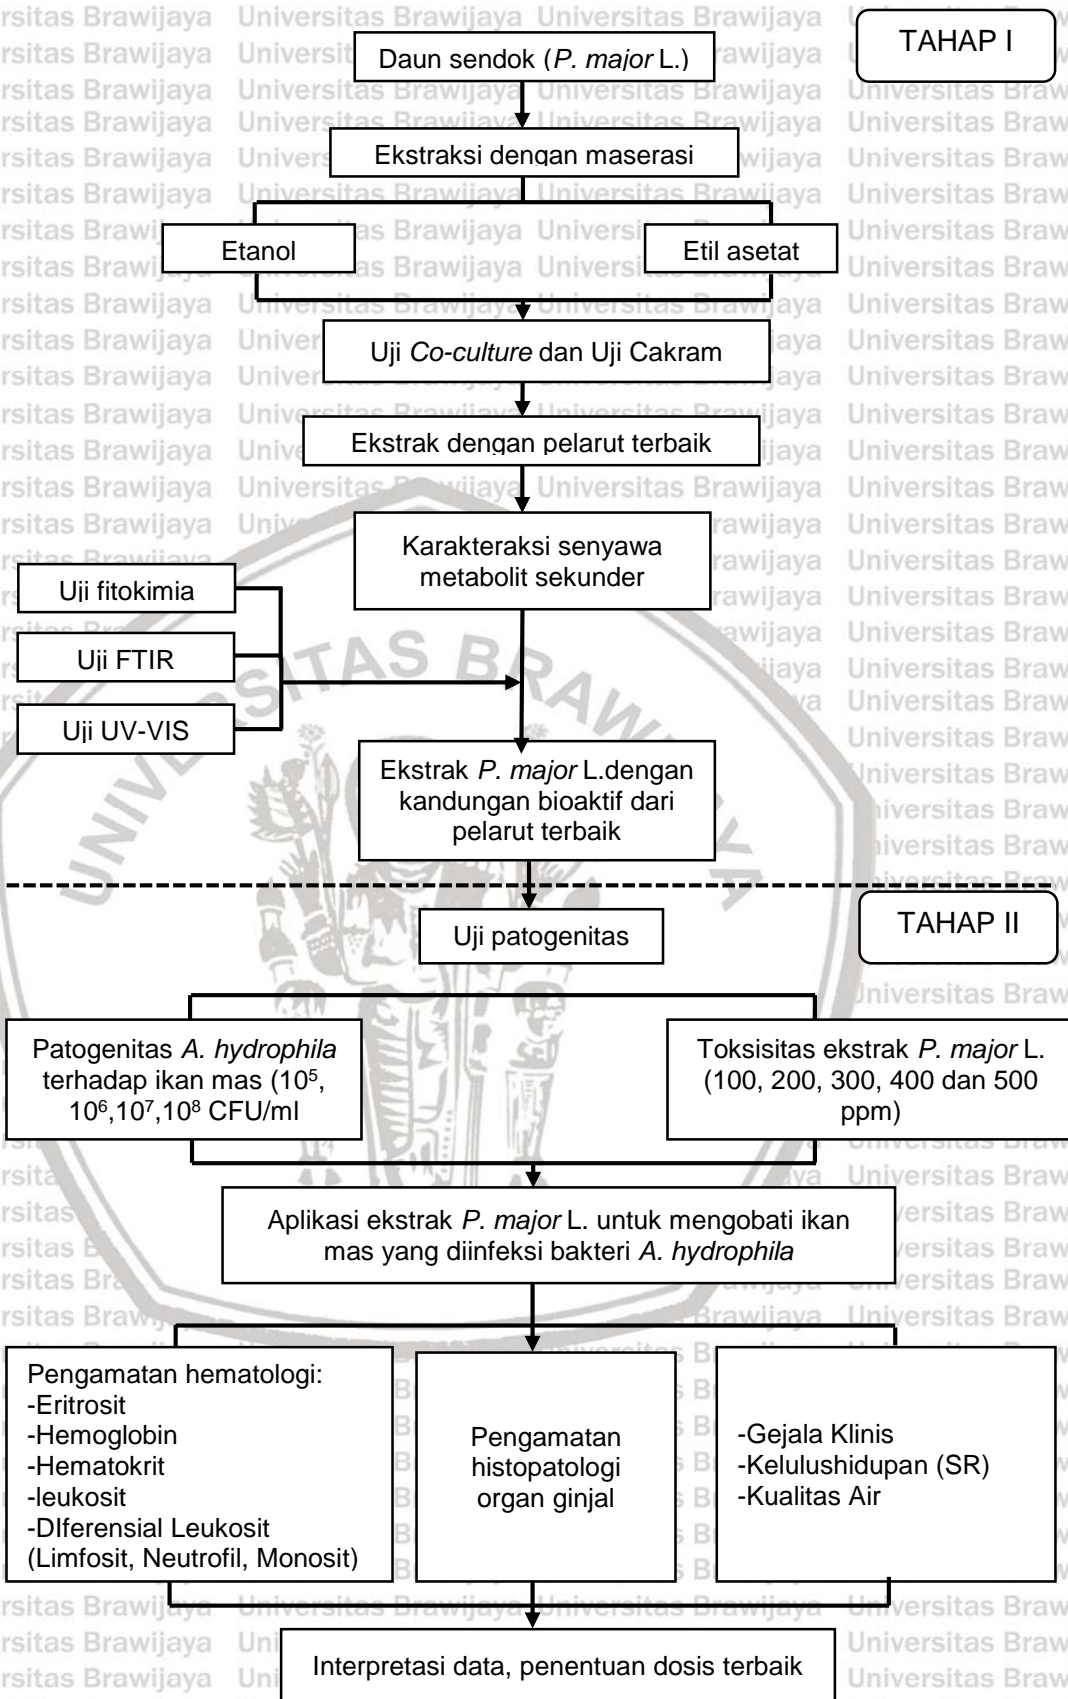 TAHAP I
Daun sendok (P. major L.)
Ekstraksi dengan maserasi
Etanol
Etil asetat
Uji Co-culture dan Uji Cakram
Ekstrak dengan pelarut terbaik
Karakteraksi senyawa
metabolit sekunder
Uji fitokimia
Uji FTIR
Uji UV-VIS
Ekstrak P. major L.dengan
kandungan bioaktif dari
pelarut terbaik
TAHAP II
Uji patogenitas
Patogenitas A. hydrophila
terhadap ikan mas (10⁵,
10⁶,10⁷,10⁸ CFU/ml
Toksisitas ekstrak P. major L.
(100, 200, 300, 400 dan 500
ppm)
Aplikasi ekstrak P. major L. untuk mengobati ikan
mas yang diinfeksi bakteri A. hydrophila
Pengamatan hematologi:
-Eritrosit
-Hemoglobin
-Hematokrit
-leukosit
-DIferensial Leukosit
(Limfosit, Neutrofil, Monosit)
Pengamatan
histopatologi
organ ginjal
-Gejala Klinis
-Kelulushidupan (SR)
-Kualitas Air
Interpretasi data, penentuan dosis terbaik
UNIVERSITAS BRAWIJAYA
Universitas Brawijaya